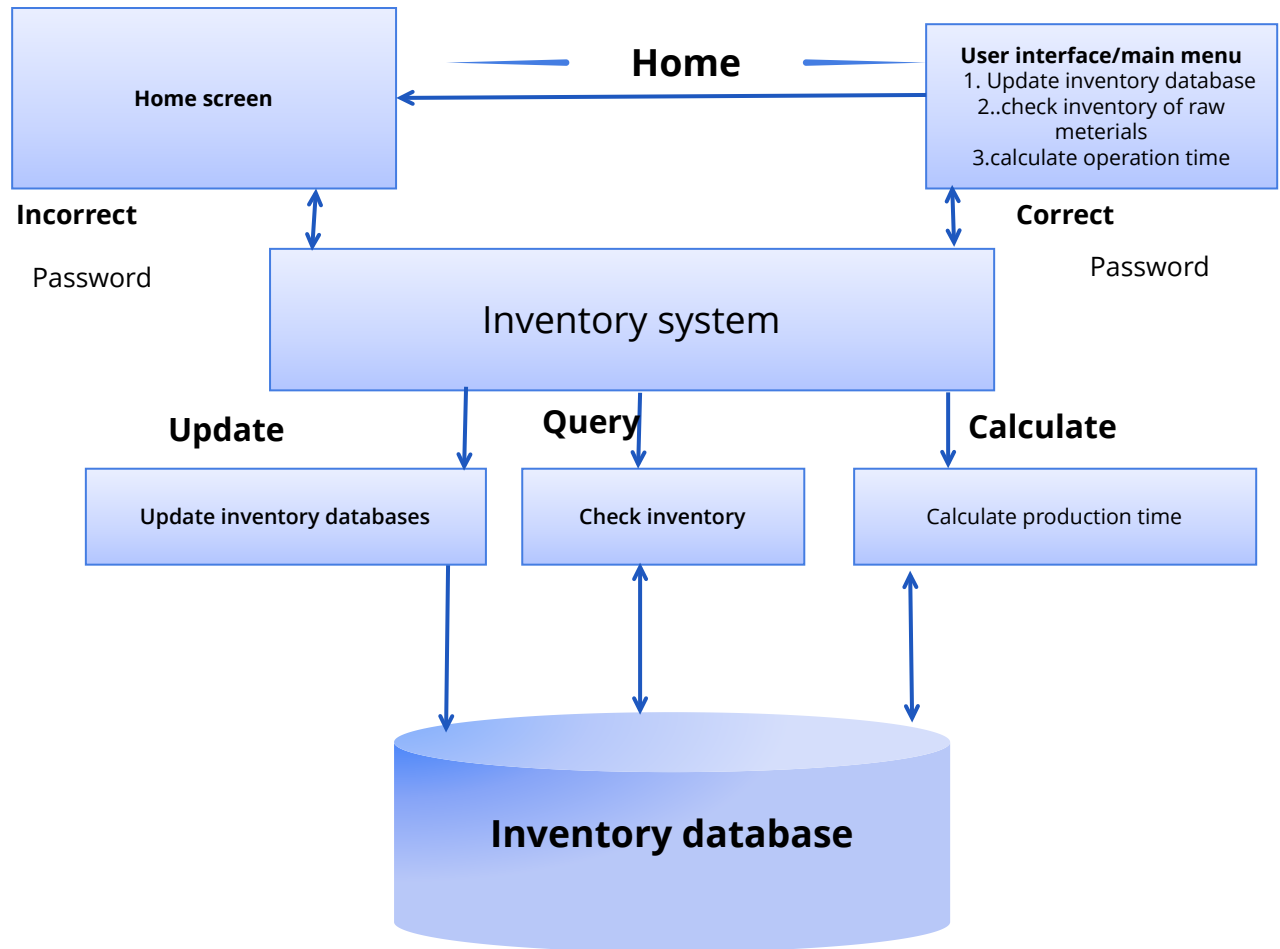 Home screen
Home
User interface/main menu
1. Update inventory database
2..check inventory of raw
meterials
3.calculate operation time
Incorrect
Password
Correct
Password
Inventory system
Update
Query
Calculate
Update inventory databases
Check inventory
Calculate production time
Inventory database